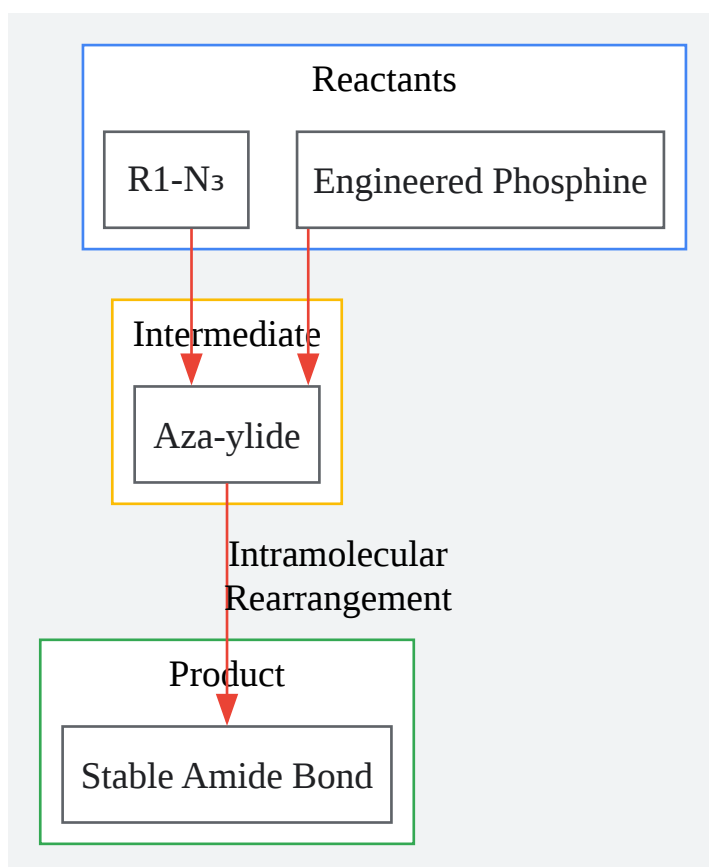 Reactants
R1-N₃
Engineered Phosphine
Intermediate
Aza-ylide
Intramolecular
Rearrangement
Product
Stable Amide Bond